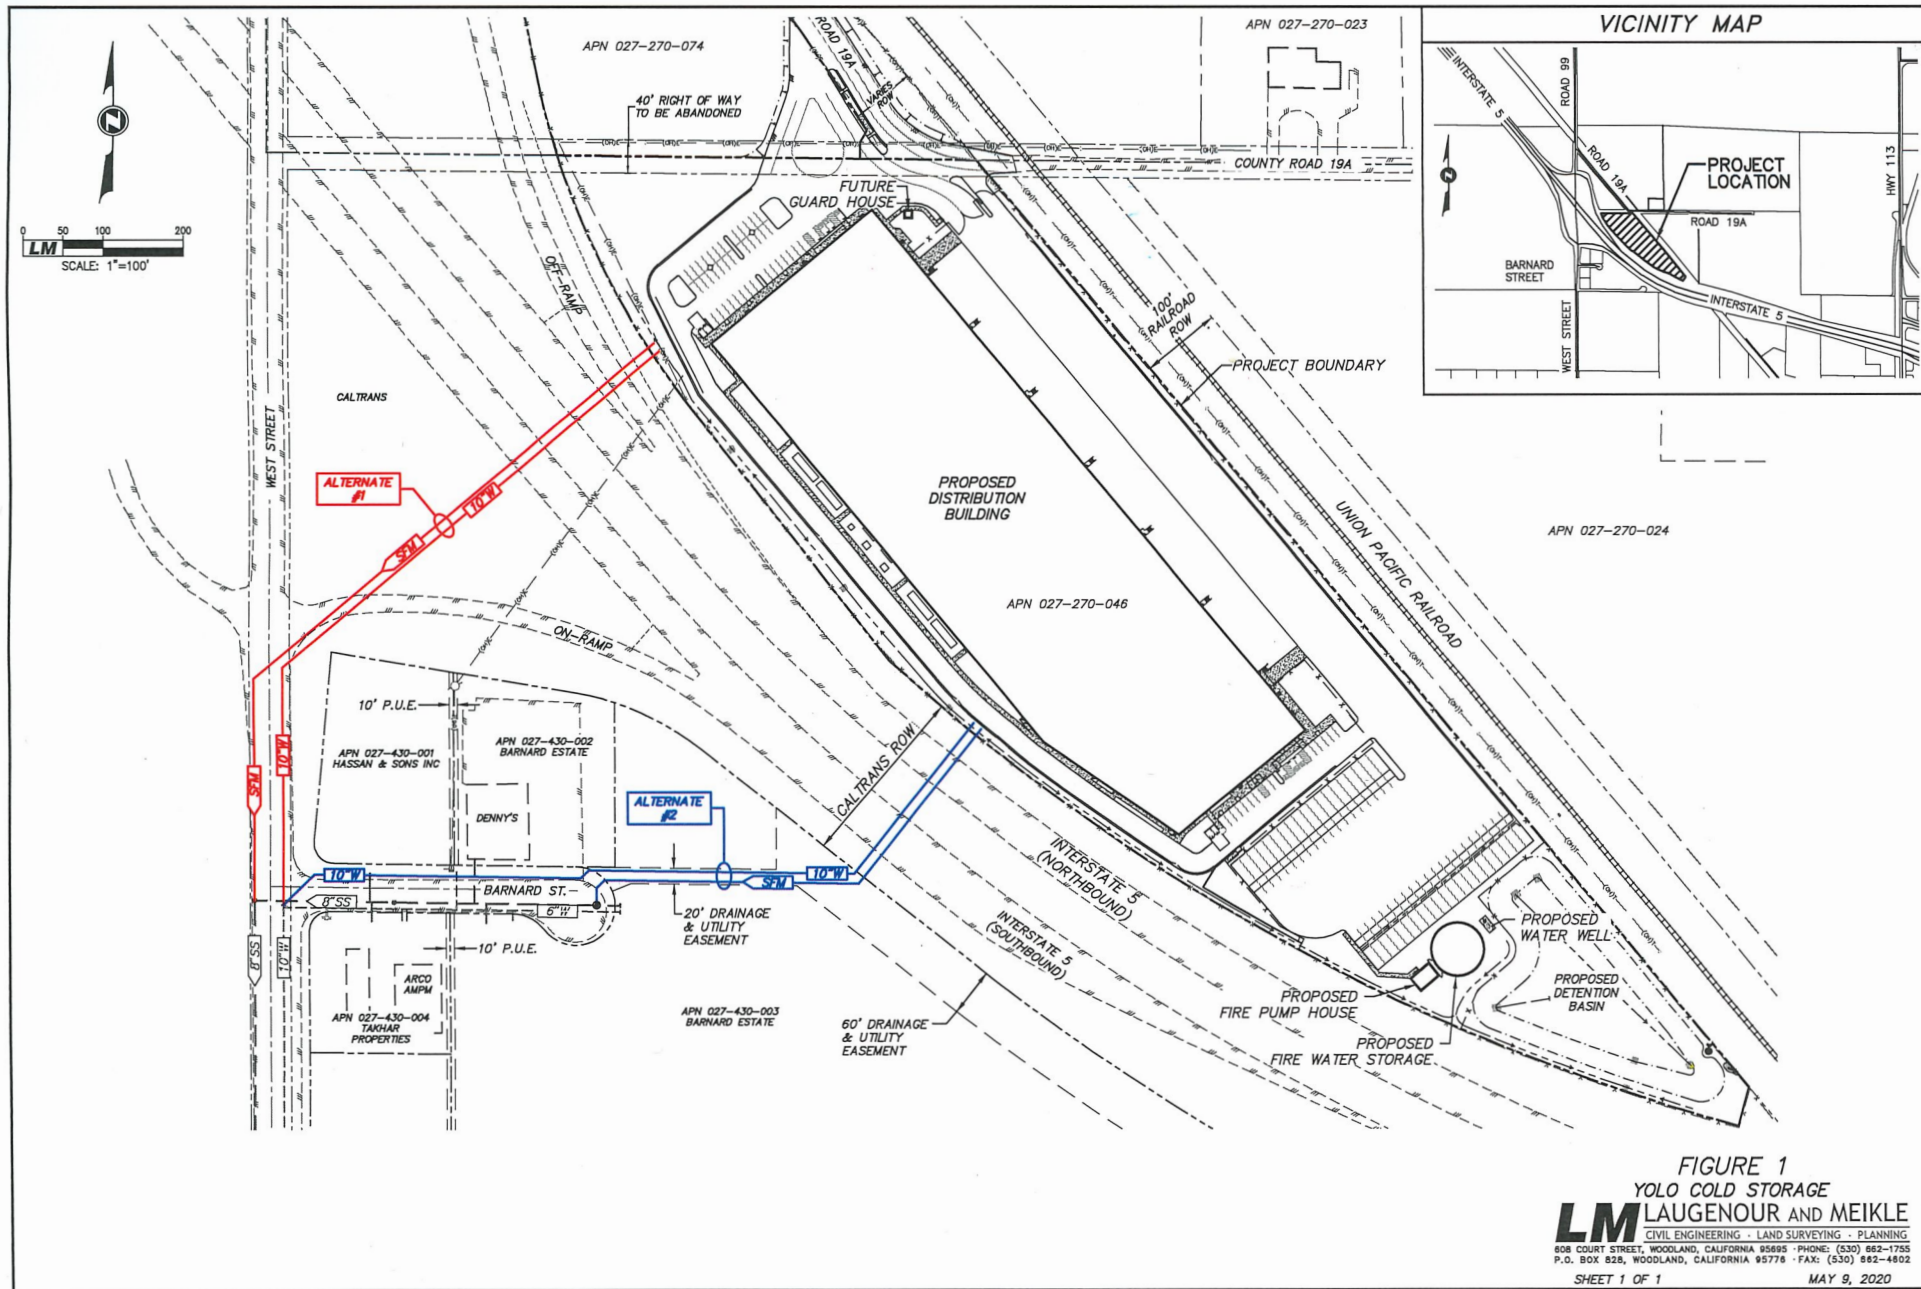 VICINITY MAP
INTERSTATE 5
ROAD 99
ROAD 19A
PROJECT
LOCATION
HWY 113
ROAD 19A
BARNARD
STREET
INTERSTATE 5
WEST STREET
APN 027-270-074
ROAD 19A
VARIES
ROW
APN 027-270-023
40' RIGHT OF WAY
TO BE ABANDONED
COUNTY ROAD 19A
FUTURE
GUARD HOUSE
0 50 100 200
LM
SCALE: 1"=100'
OFF-RAMP
100'
RAILROAD
ROW
PROJECT BOUNDARY
CALTRANS
WEST STREET
ALTERNATE
#1
10"W
SFM
PROPOSED
DISTRIBUTION
BUILDING
UNION PACIFIC RAILROAD
APN 027-270-024
APN 027-270-046
ON-RAMP
10' P.U.E.
APN 027-430-001
HASSAN & SONS INC
APN 027-430-002
BARNARD ESTATE
10"W
SFM
DENNY'S
CALTRANS ROW
ALTERNATE
#2
10"W
SFM
10"W
BARNARD ST.
8"SS
6"W
INTERSTATE 5
(NORTHBOUND)
INTERSTATE 5
(SOUTHBOUND)
20' DRAINAGE
& UTILITY
EASEMENT
10' P.U.E.
8"SS
10"W
ARCO
AMPM
APN 027-430-004
TAKHAR
PROPERTIES
APN 027-430-003
BARNARD ESTATE
60' DRAINAGE
& UTILITY
EASEMENT
PROPOSED
WATER WELL
PROPOSED
DETENTION
BASIN
PROPOSED
FIRE PUMP HOUSE
PROPOSED
FIRE WATER STORAGE
FIGURE 1
YOLO COLD STORAGE
LM LAUGENOUR AND MEIKLE
CIVIL ENGINEERING · LAND SURVEYING · PLANNING
608 COURT STREET, WOODLAND, CALIFORNIA 95695 · PHONE: (530) 662-1755
P.O. BOX 828, WOODLAND, CALIFORNIA 95776 · FAX: (530) 662-4602
SHEET 1 OF 1 MAY 9, 2020